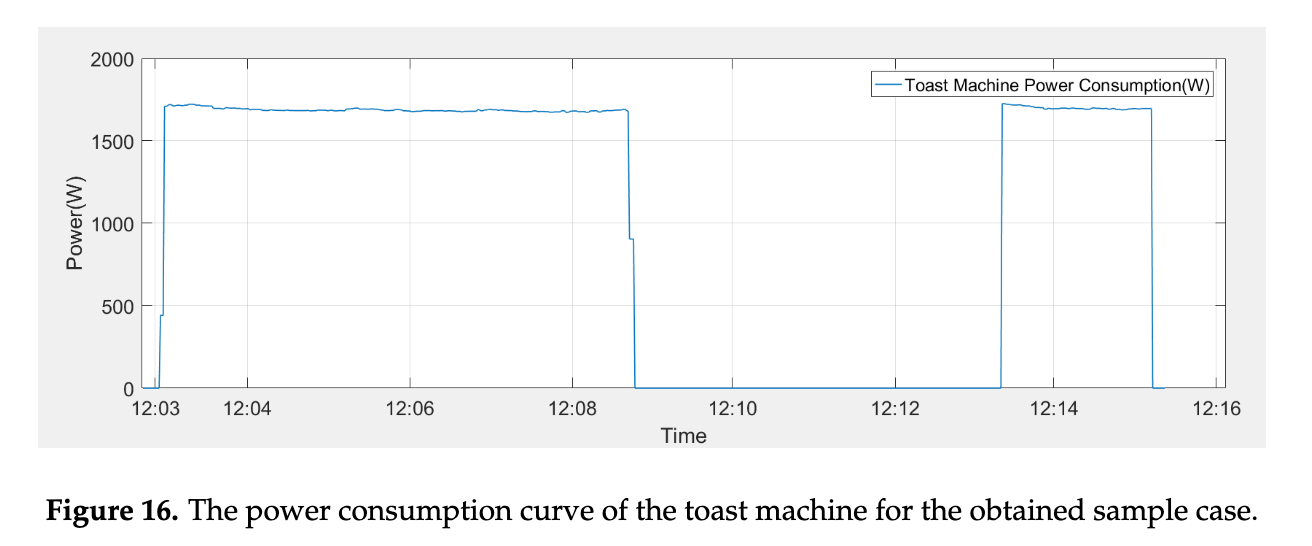 2000
Toast Machine Power Consumption(W)
1500
1000
500
0
Power(W)
12:03 12:04 12:06 12:08 12:10 12:12 12:14 12:16
Time
Figure 16. The power consumption curve of the toast machine for the obtained sample case.